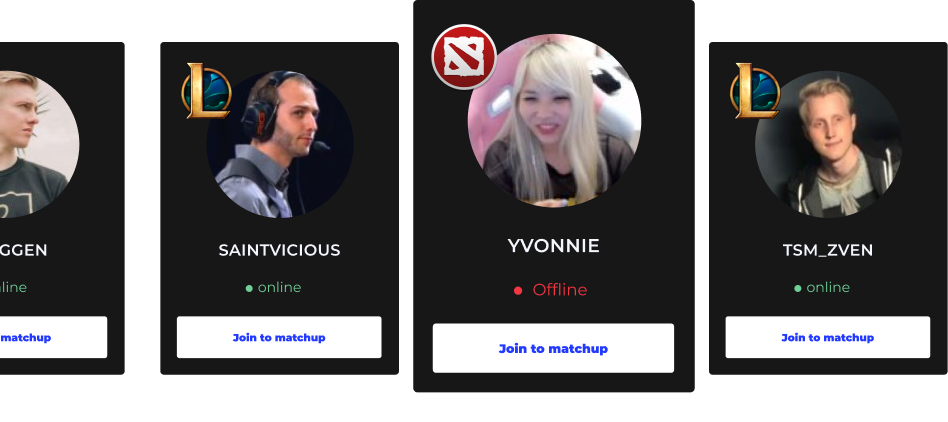 GGEN
line
matchup
SAINTVICIOUS
online
Join to matchup
YVONNIE
Offline
Join to matchup
TSM_ZVEN
online
Join to matchup